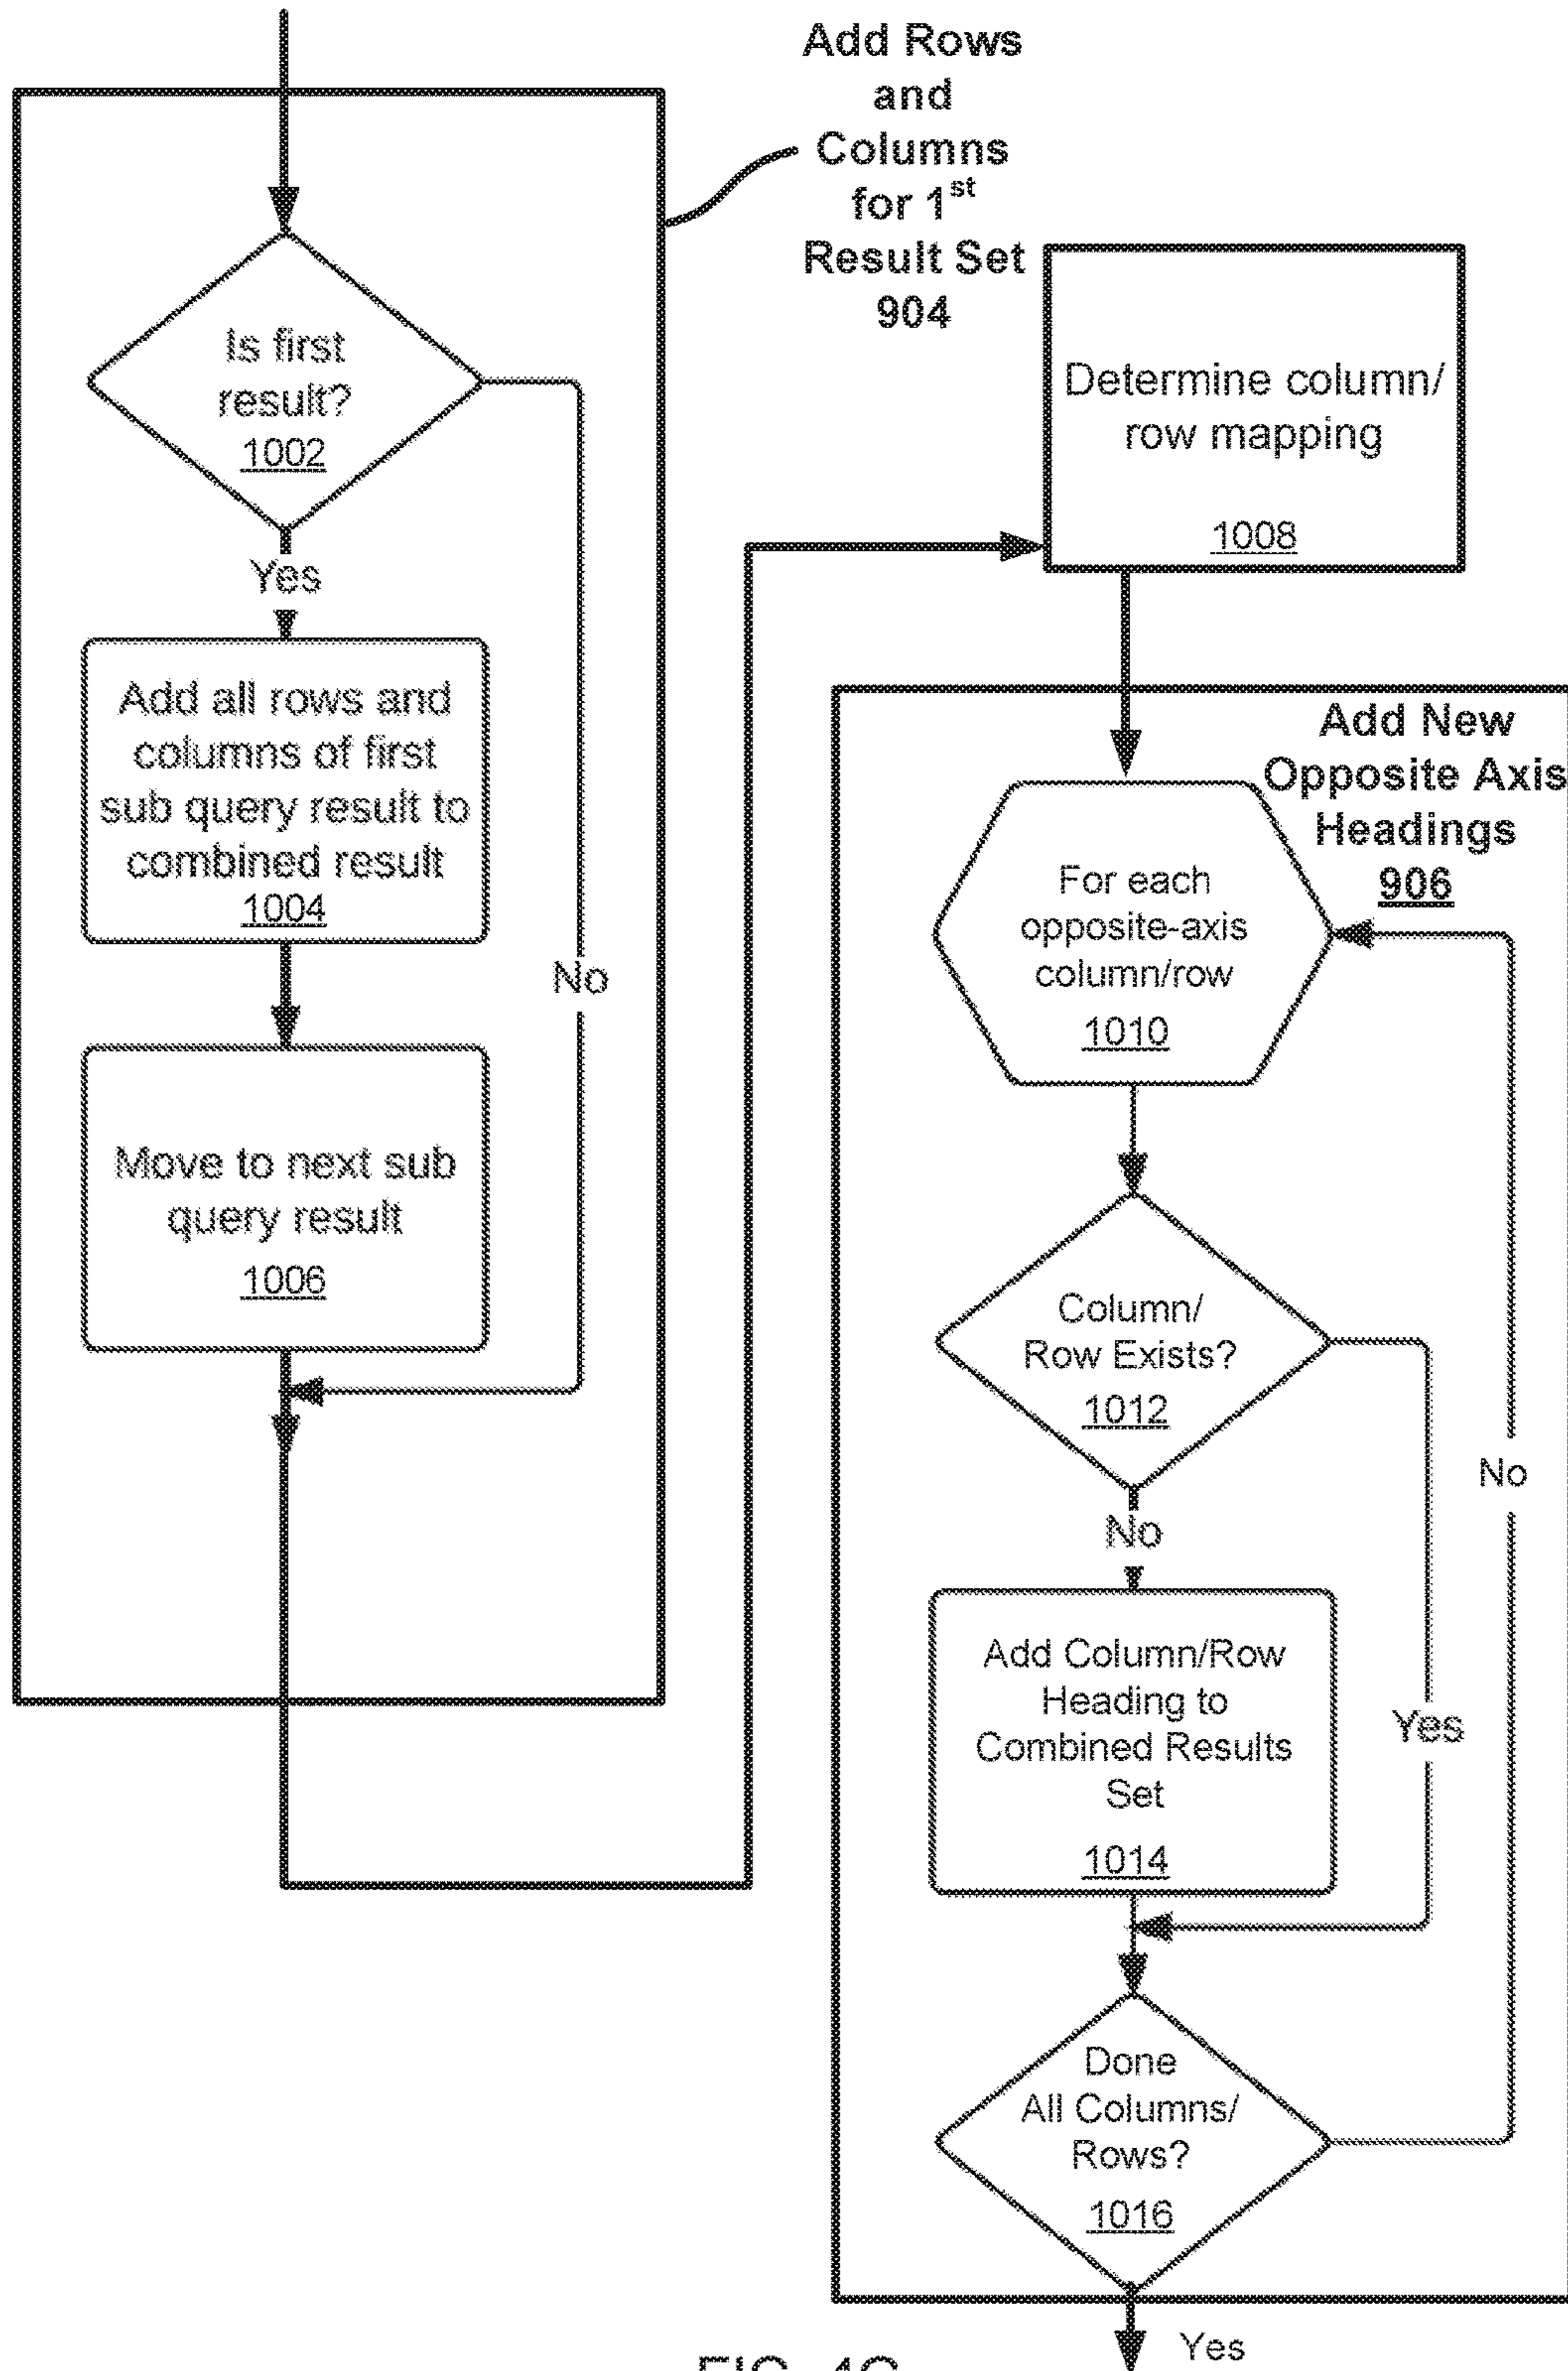 Add Rows
and
Columns
for 1st
Result Set
904
Is first
result?
1002
Yes
No
Add all rows and
columns of first
sub query result to
combined result
1004
Move to next sub
query result
1006
Determine column/
row mapping
1008
Add New
Opposite Axis
Headings
906
For each
opposite-axis
column/row
1010
Column/
Row Exists?
1012
No
Yes
No
Add Column/Row
Heading to
Combined Results
Set
1014
Done
All Columns/
Rows?
1016
Yes